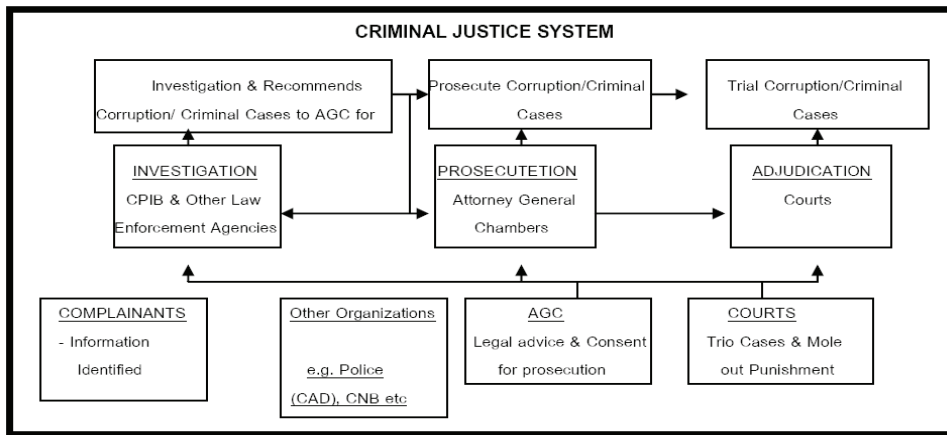 CRIMINAL JUSTICE SYSTEM
Investigation & Recommends
Corruption/ Criminal Cases to AGC for
Prosecute Corruption/Criminal
Cases
Trial Corruption/Criminal
Cases
INVESTIGATION
CPIB & Other Law
Enforcement Agencies
PROSECUTETION
Attorney General
Chambers
ADJUDICATION
Courts
COMPLAINANTS
- Information
Identified
Other Organizations
e.g. Police
(CAD), CNB etc
AGC
Legal advice & Consent
for prosecution
COURTS
Trio Cases & Mole
out Punishment